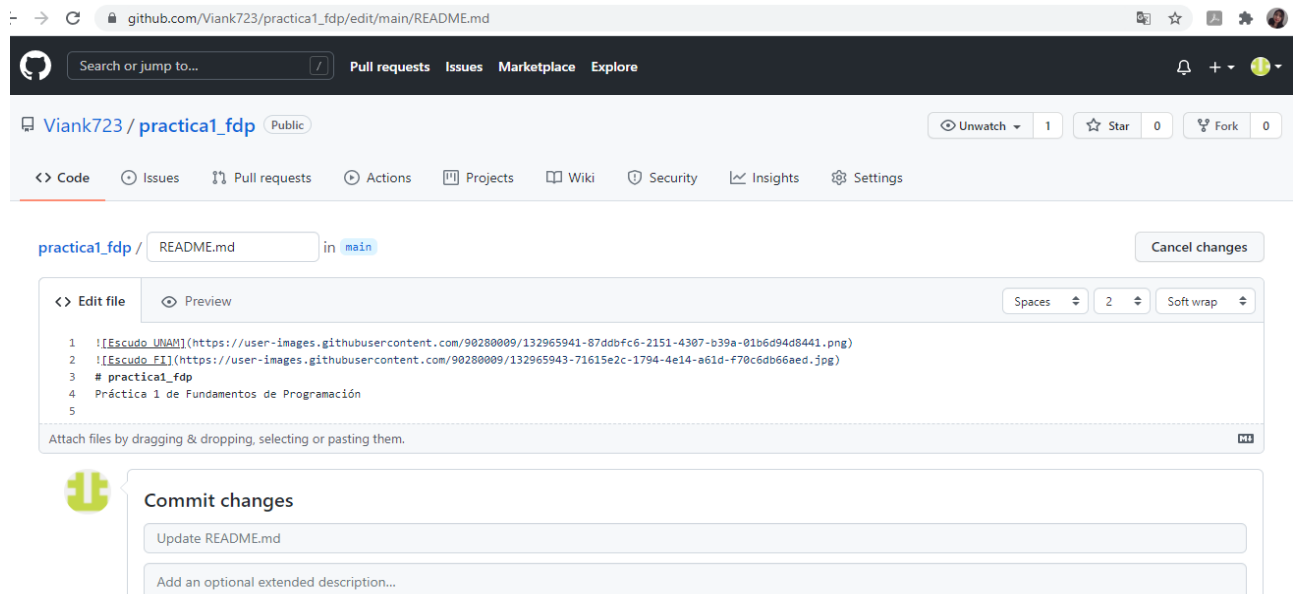 github.com/Viank723/practica1_fdp/edit/main/README.md
Search or jump to... / Pull requests Issues Marketplace Explore
Viank723 / practica1_fdp Public Unwatch 1 Star 0 Fork 0
<> Code Issues Pull requests Actions Projects Wiki Security Insights Settings
practica1_fdp / README.md in main Cancel changes
<> Edit file Preview Spaces 2 Soft wrap
1 ![Escudo UNAM](https://user-images.githubusercontent.com/90280009/132965941-87ddbfc6-2151-4307-b39a-01b6d94d8441.png)
2 ![Escudo FI](https://user-images.githubusercontent.com/90280009/132965943-71615e2c-1794-4e14-a61d-f70c6db66aed.jpg)
3 # practica1_fdp
4 Práctica 1 de Fundamentos de Programación
5
Attach files by dragging & dropping, selecting or pasting them.
Commit changes
Update README.md
Add an optional extended description...